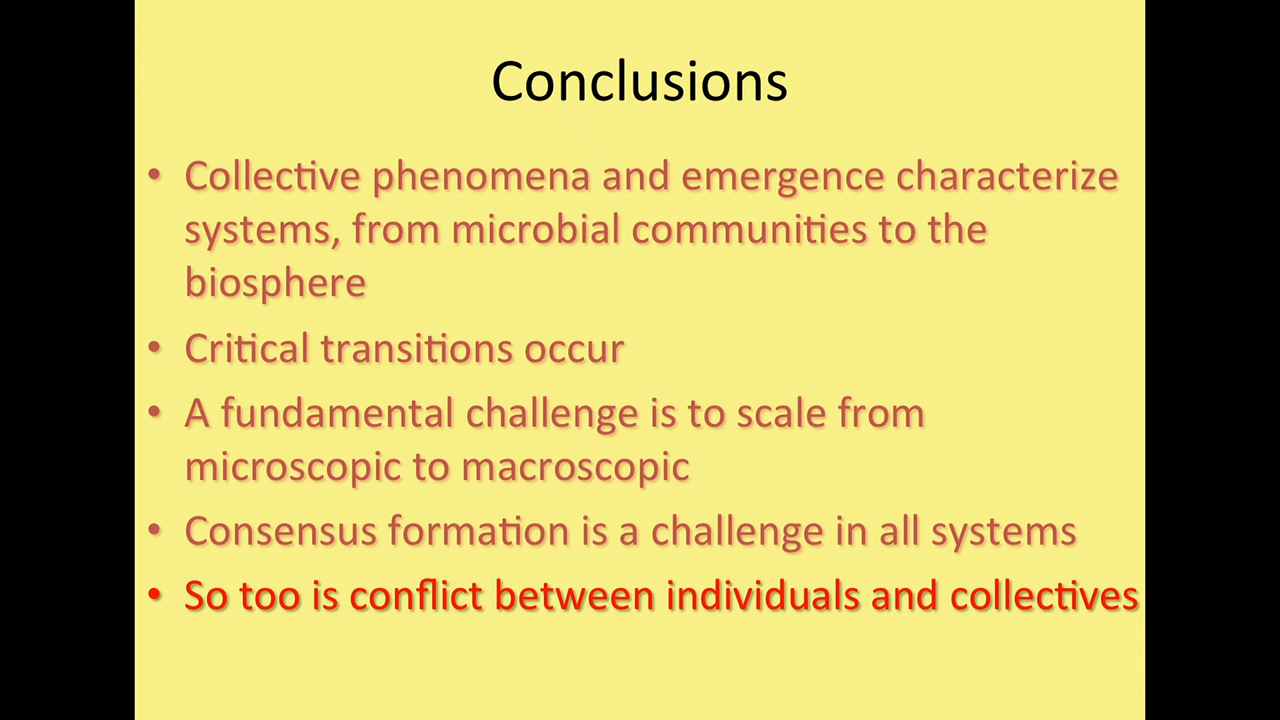 Conclusions
• Collective phenomena and emergence characterize
systems, from microbial communities to the
biosphere
• Critical transitions occur
• A fundamental challenge is to scale from
microscopic to macroscopic
• Consensus formation is a challenge in all systems
• So too is conflict between individuals and collectives